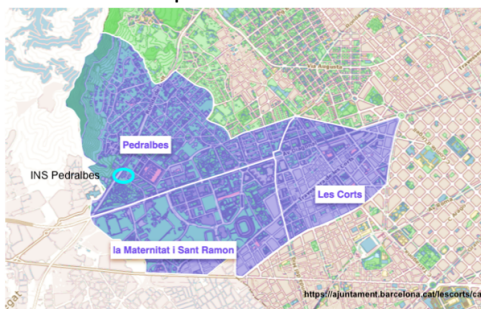 Pedralbes
INS Pedralbes
Les Corts
la Maternitat i Sant Ramon
https://ajuntament.barcelona.cat/lescorts/ca